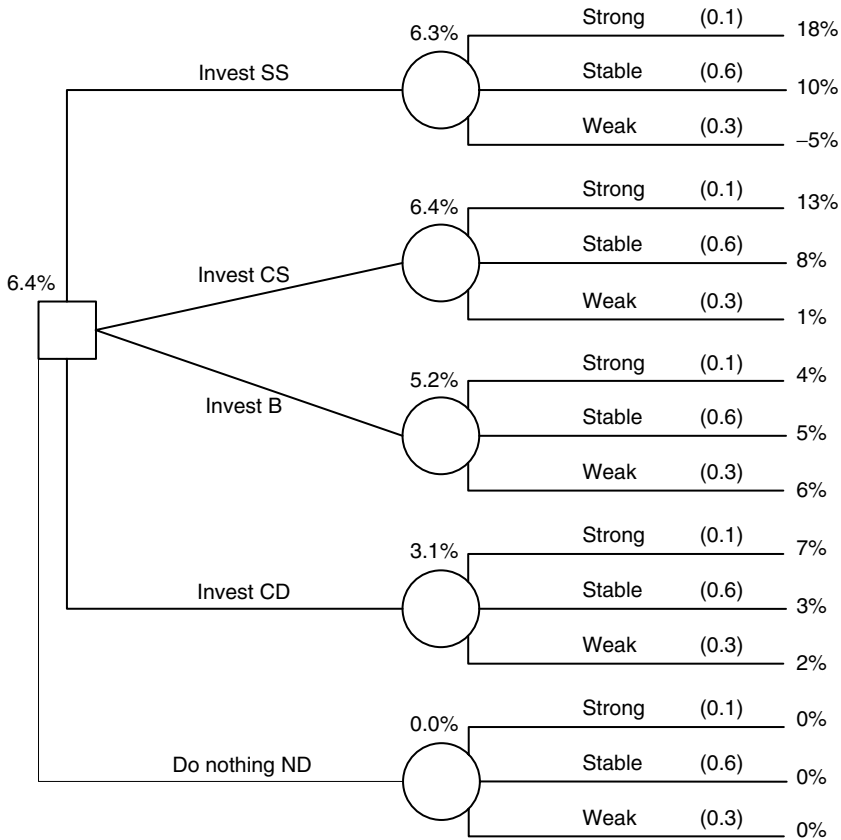 6.3%
Strong (0.1) 18%
Invest SS
Stable (0.6) 10%
Weak (0.3) –5%
6.4%
Strong (0.1) 13%
Invest CS
Stable (0.6) 8%
Weak (0.3) 1%
6.4%
5.2%
Strong (0.1) 4%
Invest B
Stable (0.6) 5%
Weak (0.3) 6%
3.1%
Strong (0.1) 7%
Invest CD
Stable (0.6) 3%
Weak (0.3) 2%
0.0%
Strong (0.1) 0%
Do nothing ND
Stable (0.6) 0%
Weak (0.3) 0%